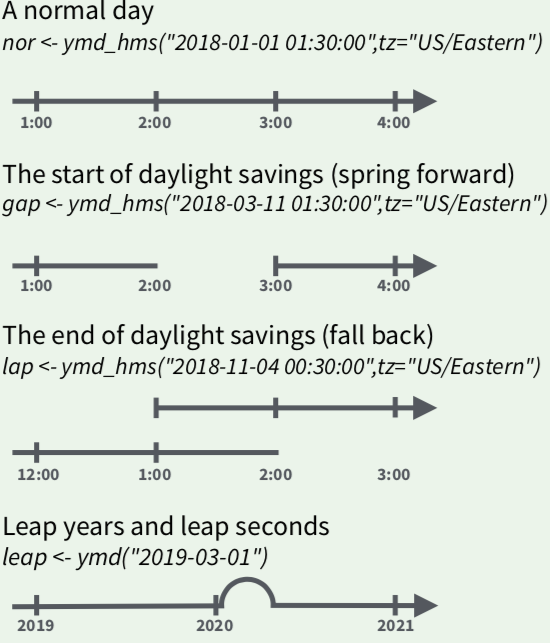 A normal day
nor <- ymd_hms("2018-01-01 01:30:00",tz="US/Eastern")
1:00 2:00 3:00 4:00
The start of daylight savings (spring forward)
gap <- ymd_hms("2018-03-11 01:30:00",tz="US/Eastern")
1:00 2:00 3:00 4:00
The end of daylight savings (fall back)
lap <- ymd_hms("2018-11-04 00:30:00",tz="US/Eastern")
12:00 1:00 2:00 3:00
Leap years and leap seconds
leap <- ymd("2019-03-01")
2019 2020 2021